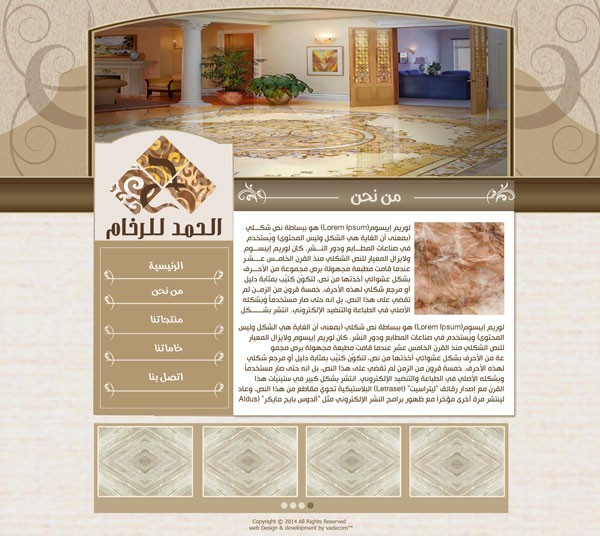 الحمد للرخام
الرئيسية
من نحن
منتجاتنا
خاماتنا
اتصل بنا
من نحن
لوريم إيبسوم(Lorem Ipsum) هو ببساطة نص شكلي
(بمعنى أن الغاية هي الشكل وليس المحتوى) ويستخدم
في صناعات المطابع ودور النشر. كان لوريم إيبسوم
ولايزال المعيار للنص الشكلي منذ القرن الخامس عشر
عندما قامت مطبعة مجهولة برص مجموعة من الأحرف
بشكل عشوائي أخذتها من نص، لتكوّن كتيّب بمثابة دليل
أو مرجع شكلي لهذه الأحرف. خمسة قرون من الزمن لم
تقضي على هذا النص، بل انه حتى صار مستخدماً وبشكله
الأصلي في الطباعة والتنضيد الإلكتروني. انتشر بشكل
لوريم إيبسوم(Lorem Ipsum) هو ببساطة نص شكلي (بمعنى أن الغاية هي الشكل وليس
المحتوى) ويستخدم في صناعات المطابع ودور النشر. كان لوريم إيبسوم ولايزال المعيار
للنص الشكلي منذ القرن الخامس عشر عندما قامت مطبعة مجهولة برص مجمو
عة من الأحرف بشكل عشوائي أخذتها من نص، لتكوّن كتيّب بمثابة دليل أو مرجع شكلي
لهذه الأحرف. خمسة قرون من الزمن لم تقضي على هذا النص، بل انه حتى صار مستخدماً
وبشكله الأصلي في الطباعة والتنضيد الإلكتروني. انتشر بشكل كبير في ستينيّات هذا
القرن مع إصدار رقائق "ليتراسيت" (Letraset) البلاستيكية تحوي مقاطع من هذا النص، وعاد
لينتشر مرة أخرى مؤخراَ مع ظهور برامج النشر الإلكتروني مثل "ألدوس بايج مايكر" (Aldus
Copyright © 2014 All Rights Reserved
web Design & development by vadecom™